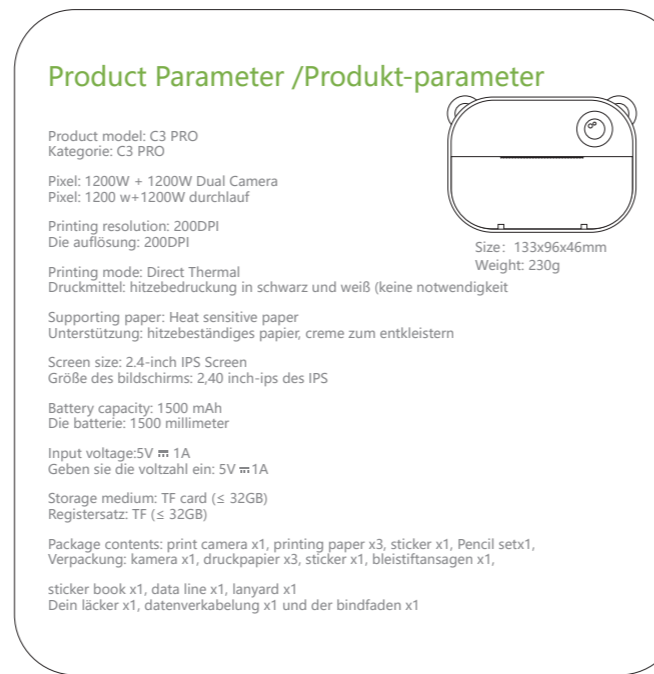 Product Parameter /Produkt-parameter
Product model: C3 PRO
Kategorie: C3 PRO
Pixel: 1200W + 1200W Dual Camera
Pixel: 1200 w+1200W durchlauf
Printing resolution: 200DPI
Die auflösung: 200DPI
Size: 133x96x46mm
Weight: 230g
Printing mode: Direct Thermal
Druckmittel: hitzebedruckung in schwarz und weiß (keine notwendigkeit
Supporting paper: Heat sensitive paper
Unterstützung: hitzebeständiges papier, creme zum entkleistern
Screen size: 2.4-inch IPS Screen
Größe des bildschirms: 2,40 inch-ips des IPS
Battery capacity: 1500 mAh
Die batterie: 1500 millimeter
Input voltage:5V ⎓ 1A
Geben sie die voltzahl ein: 5V ⎓1A
Storage medium: TF card (≤ 32GB)
Registersatz: TF (≤ 32GB)
Package contents: print camera x1, printing paper x3, sticker x1, Pencil setx1,
Verpackung: kamera x1, druckpapier x3, sticker x1, bleistiftansagen x1,
sticker book x1, data line x1, lanyard x1
Dein läcker x1, datenverkabelung x1 und der bindfaden x1